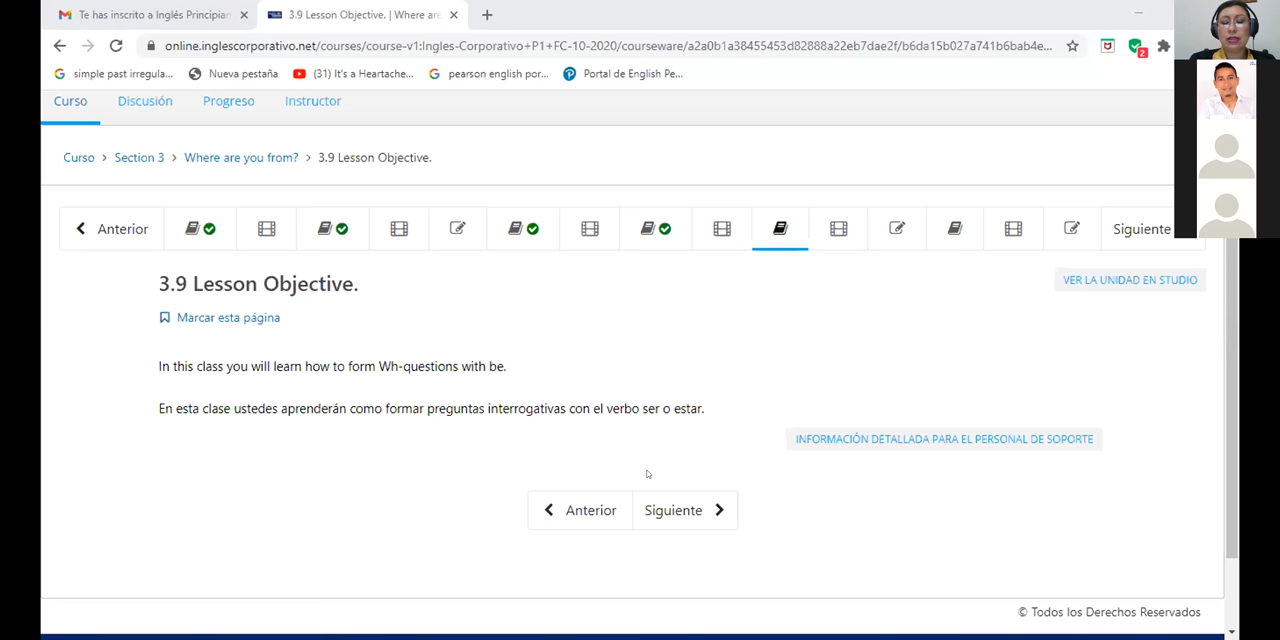 Te has inscrito a Inglés Principian
3.9 Lesson Objective. | Where are
online.inglescorporativo.net/courses/course-v1:Ingles-Corporativo+P1+FC-10-2020/courseware/a2a0b1a38455453d82888a22eb7dae2f/b6da15b027a741b6bab4e...
2
simple past irregula...
Nueva pestaña
(31) It's a Heartache...
pearson english por...
Portal de English Pe...
Curso
Discusión
Progreso
Instructor
Curso > Section 3 > Where are you from? > 3.9 Lesson Objective.
Anterior
Siguiente
3.9 Lesson Objective.
VER LA UNIDAD EN STUDIO
Marcar esta página
In this class you will learn how to form Wh-questions with be.
En esta clase ustedes aprenderán como formar preguntas interrogativas con el verbo ser o estar.
INFORMACIÓN DETALLADA PARA EL PERSONAL DE SOPORTE
Anterior
Siguiente
© Todos los Derechos Reservados